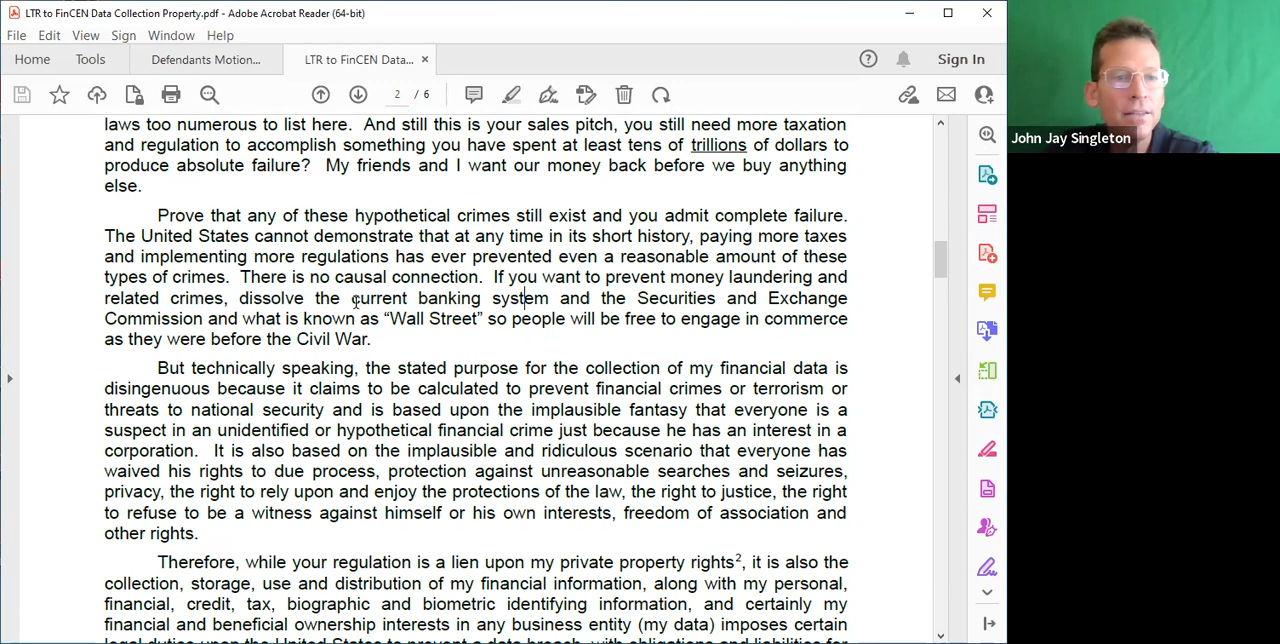 LTR to FinCEN Data Collection Property.pdf - Adobe Acrobat Reader (64-bit)
File Edit View Sign Window Help
Home Tools Defendants Motion... LTR to FinCEN Data... × Sign In
2 / 6
laws too numerous to list here. And still this is your sales pitch, you still need more taxation
and regulation to accomplish something you have spent at least tens of trillions of dollars to
produce absolute failure? My friends and I want our money back before we buy anything
else.
Prove that any of these hypothetical crimes still exist and you admit complete failure.
The United States cannot demonstrate that at any time in its short history, paying more taxes
and implementing more regulations has ever prevented even a reasonable amount of these
types of crimes. There is no causal connection. If you want to prevent money laundering and
related crimes, dissolve the current banking system and the Securities and Exchange
Commission and what is known as “Wall Street” so people will be free to engage in commerce
as they were before the Civil War.
But technically speaking, the stated purpose for the collection of my financial data is
disingenuous because it claims to be calculated to prevent financial crimes or terrorism or
threats to national security and is based upon the implausible fantasy that everyone is a
suspect in an unidentified or hypothetical financial crime just because he has an interest in a
corporation. It is also based on the implausible and ridiculous scenario that everyone has
waived his rights to due process, protection against unreasonable searches and seizures,
privacy, the right to rely upon and enjoy the protections of the law, the right to justice, the right
to refuse to be a witness against himself or his own interests, freedom of association and
other rights.
Therefore, while your regulation is a lien upon my private property rights², it is also the
collection, storage, use and distribution of my financial information, along with my personal,
financial, credit, tax, biographic and biometric identifying information, and certainly my
financial and beneficial ownership interests in any business entity (my data) imposes certain
legal duties upon the United States to prevent a data breach, with obligations and liabilities for
John Jay Singleton